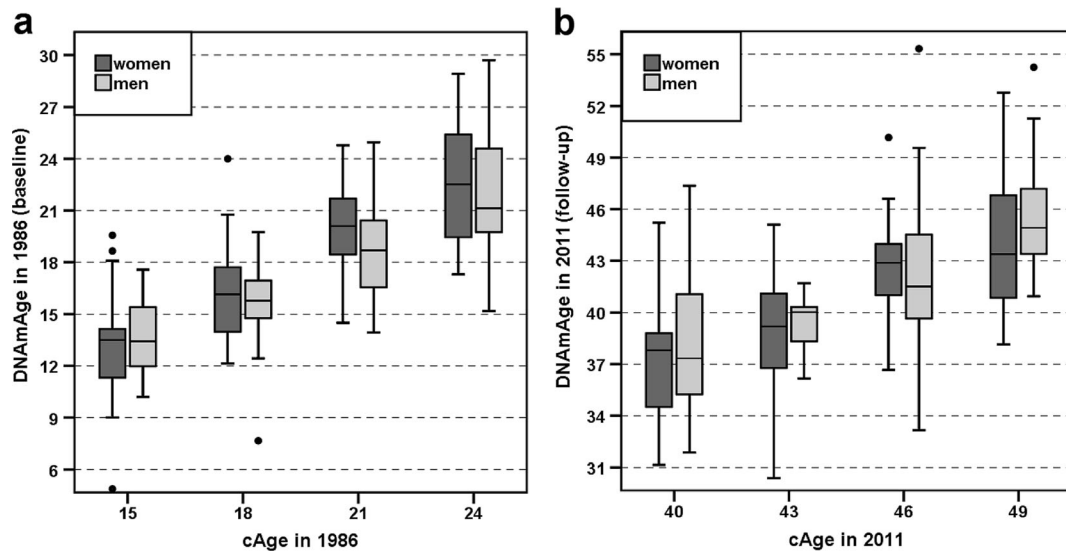 a
women
men
30
27
24
21
18
15
12
9
6
DNAmAge in 1986 (baseline)
15 18 21 24
cAge in 1986
b
women
men
55
52
49
46
43
40
37
34
31
DNAmAge in 2011 (follow-up)
40 43 46 49
cAge in 2011